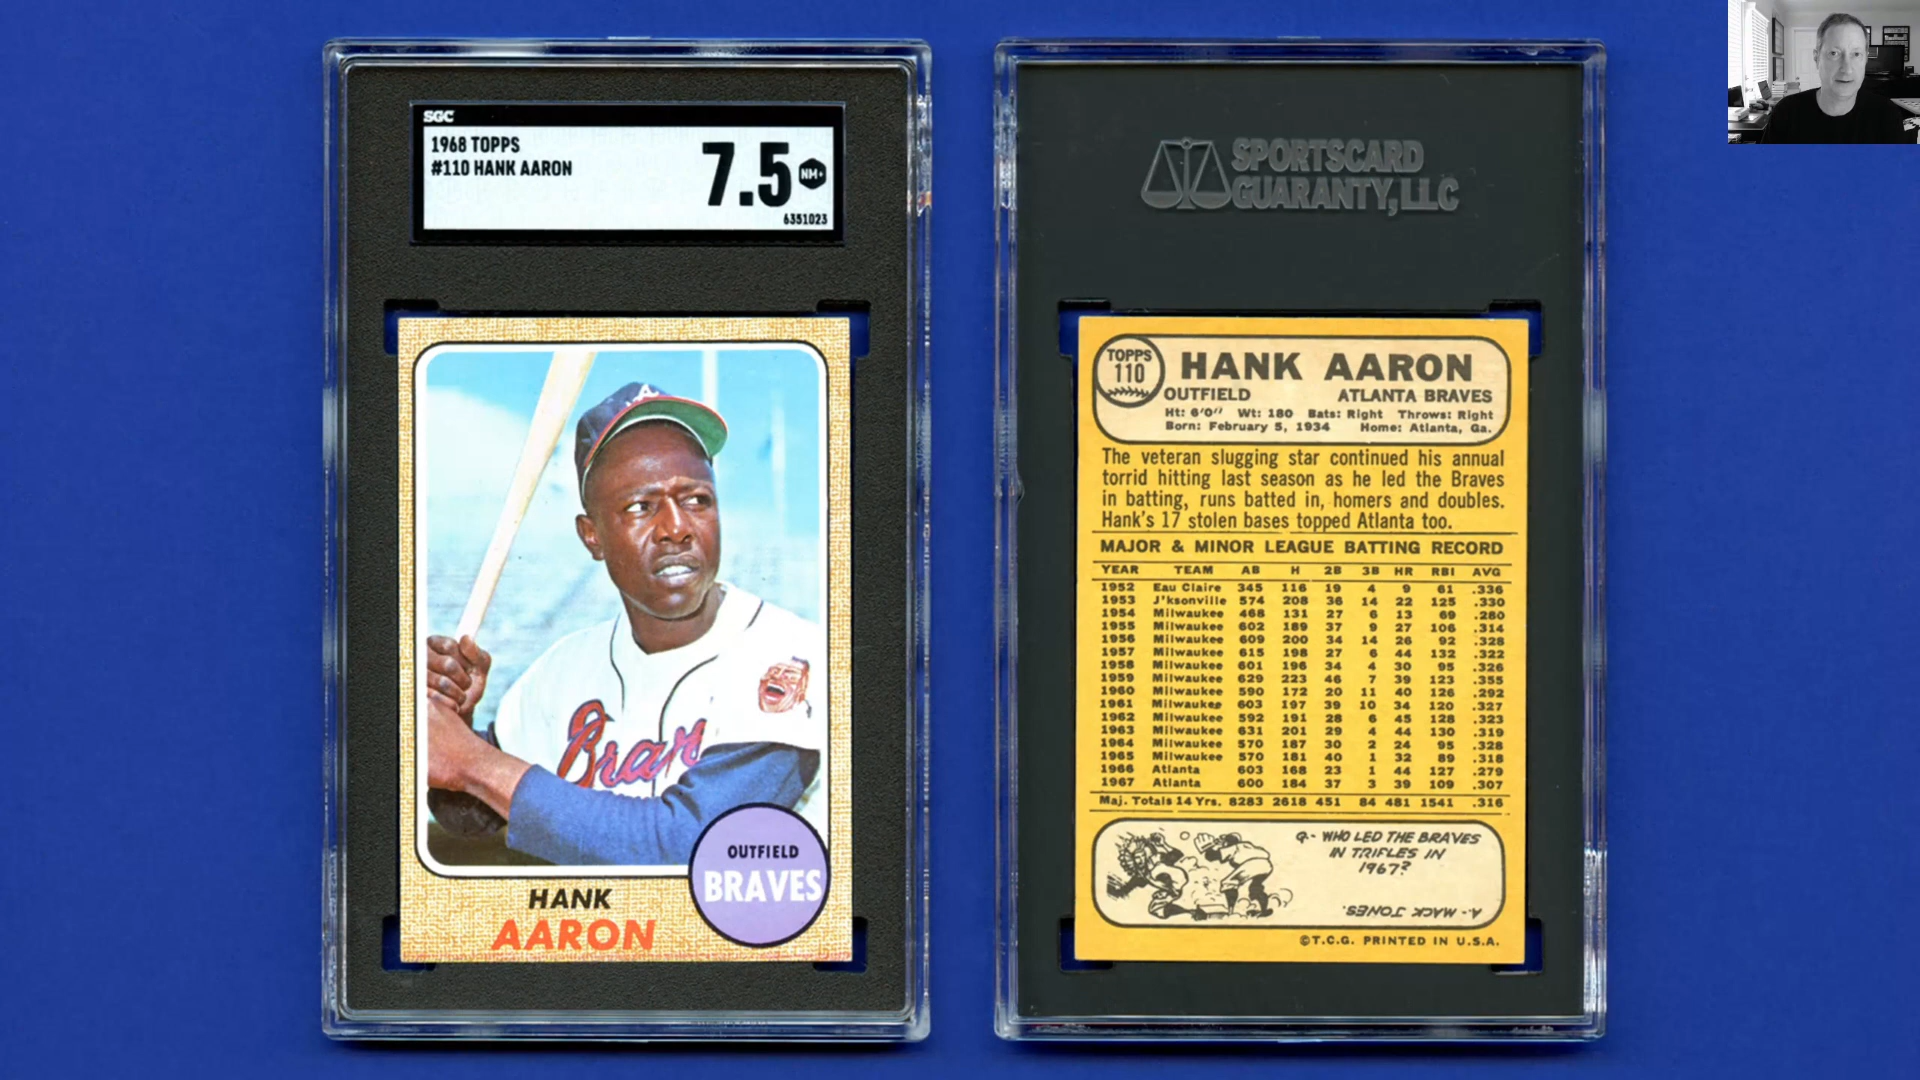 SGC
1968 TOPPS
#110 HANK AARON
7.5 NM+
6351023
Braves
OUTFIELD
BRAVES
HANK
AARON
SPORTSCARD
GUARANTY, LLC
TOPPS
110
HANK AARON
OUTFIELD ATLANTA BRAVES
Ht: 6'0" Wt: 180 Bats: Right Throws: Right
Born: February 5, 1934 Home: Atlanta, Ga.
The veteran slugging star continued his annual
torrid hitting last season as he led the Braves
in batting, runs batted in, homers and doubles.
Hank's 17 stolen bases topped Atlanta too.
MAJOR & MINOR LEAGUE BATTING RECORD
YEAR TEAM AB H 2B 3B HR RBI AVG
1952 Eau Claire 345 116 19 4 9 61 .336
1953 J'ksonville 574 208 36 14 22 125 .330
1954 Milwaukee 468 131 27 6 13 69 .280
1955 Milwaukee 602 189 37 9 27 106 .314
1956 Milwaukee 609 200 34 14 26 92 .328
1957 Milwaukee 615 198 27 6 44 132 .322
1958 Milwaukee 601 196 34 4 30 95 .326
1959 Milwaukee 629 223 46 7 39 123 .355
1960 Milwaukee 590 172 20 11 40 126 .292
1961 Milwaukee 603 197 39 10 34 120 .327
1962 Milwaukee 592 191 28 6 45 128 .323
1963 Milwaukee 631 201 29 4 44 130 .319
1964 Milwaukee 570 187 30 2 24 95 .328
1965 Milwaukee 570 181 40 1 32 89 .318
1966 Atlanta 603 168 23 1 44 127 .279
1967 Atlanta 600 184 37 3 39 109 .307
Maj. Totals 14 Yrs. 8283 2618 451 84 481 1541 .316
Q- WHO LED THE BRAVES
IN TRIFLES IN
1967?
A- MACK JONES.
©T.C.G. PRINTED IN U.S.A.